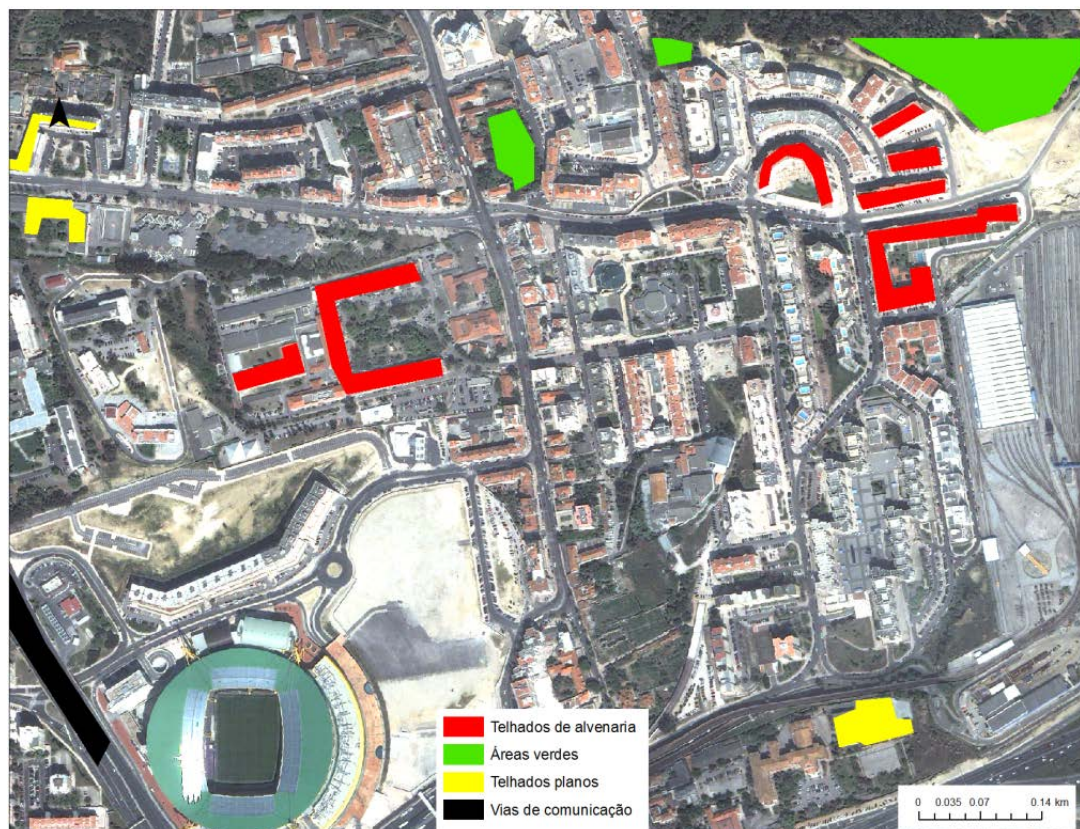 N
Telhados de alvenaria
Áreas verdes
Telhados planos
Vias de comunicação
0 0.035 0.07 0.14 km